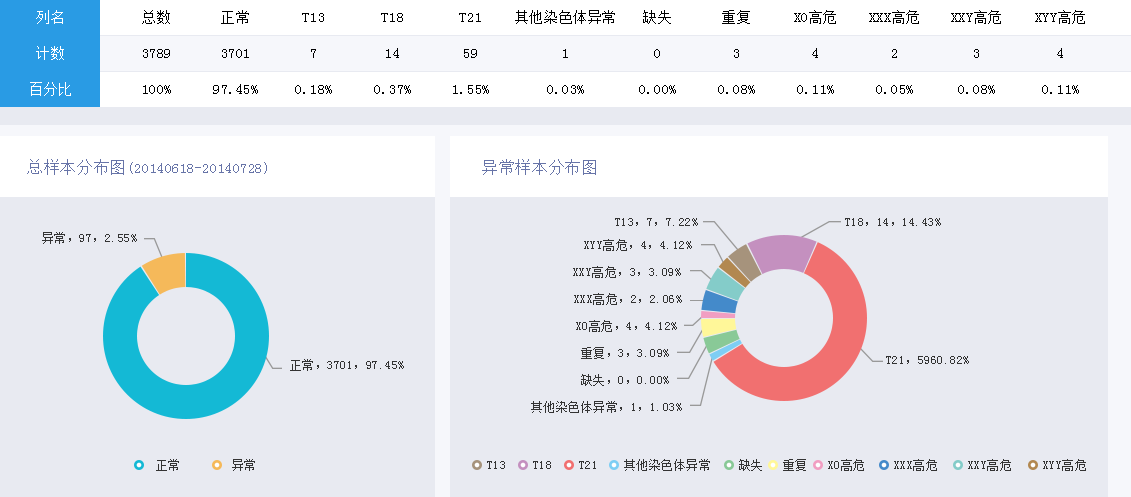 列名 总数 正常 T13 T18 T21 其他染色体异常 缺失 重复 XO高危 XXX高危 XXY高危 XYY高危
计数 3789 3701 7 14 59 1 0 3 4 2 3 4
百分比 100% 97.45% 0.18% 0.37% 1.55% 0.03% 0.00% 0.08% 0.11% 0.05% 0.08% 0.11%
总样本分布图(20140618-20140728)
异常，97，2.55%
正常，3701，97.45%
正常 异常
异常样本分布图
T13，7，7.22%
T18，14，14.43%
XYY高危，4，4.12%
XXY高危，3，3.09%
XXX高危，2，2.06%
XO高危，4，4.12%
重复，3，3.09%
T21，5960.82%
缺失，0，0.00%
其他染色体异常，1，1.03%
T13 T18 T21 其他染色体异常 缺失 重复 XO高危 XXX高危 XXY高危 XYY高危